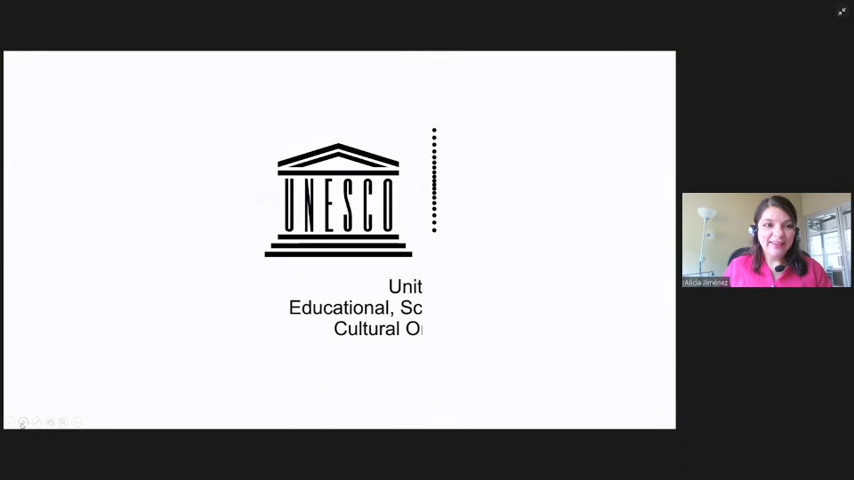 UNESCO
Unit
Educational, Sc
Cultural O
Alicia Jiménez